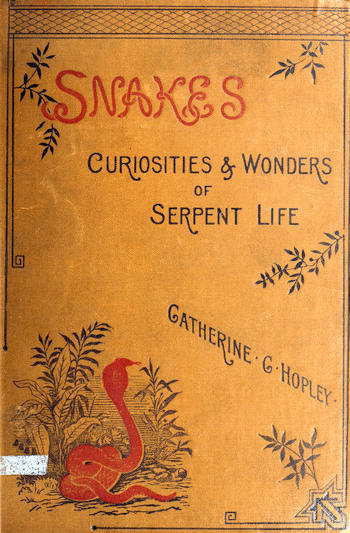 SNAKES
CURIOSITIES & WONDERS
OF
SERPENT LIFE
CATHERINE · C · HOPLEY ·